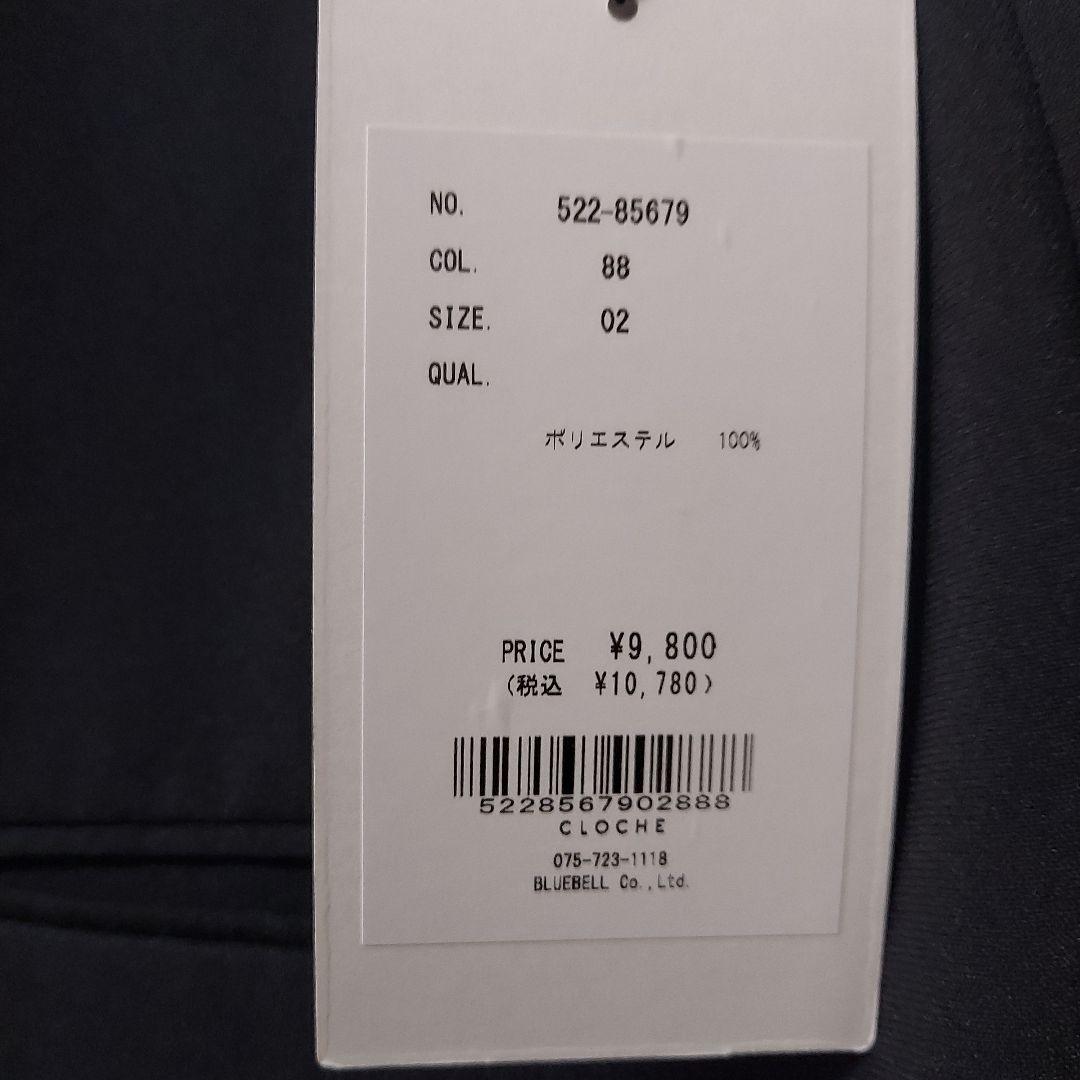 NO. 522-85679
COL. 88
SIZE. 02
QUAL.
ポリエステル 100%
PRICE ¥9,800
(税込 ¥10,780)
5228567902888
CLOCHE
075-723-1118
BLUEBELL Co.,Ltd.